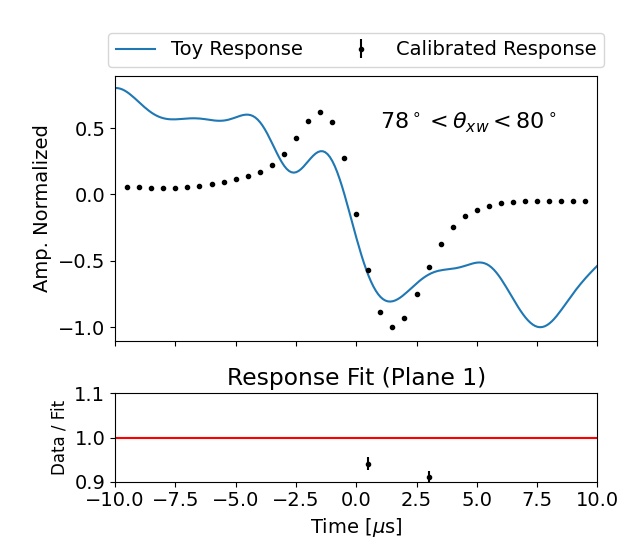 Toy Response
Calibrated Response
78° < θxw < 80°
Amp. Normalized
0.5
0.0
−0.5
−1.0
Response Fit (Plane 1)
Data / Fit
1.1
1.0
0.9
−10.0 −7.5 −5.0 −2.5 0.0 2.5 5.0 7.5 10.0
Time [μs]